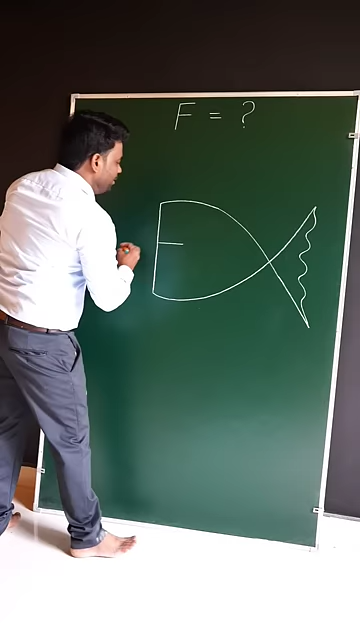 F = ?